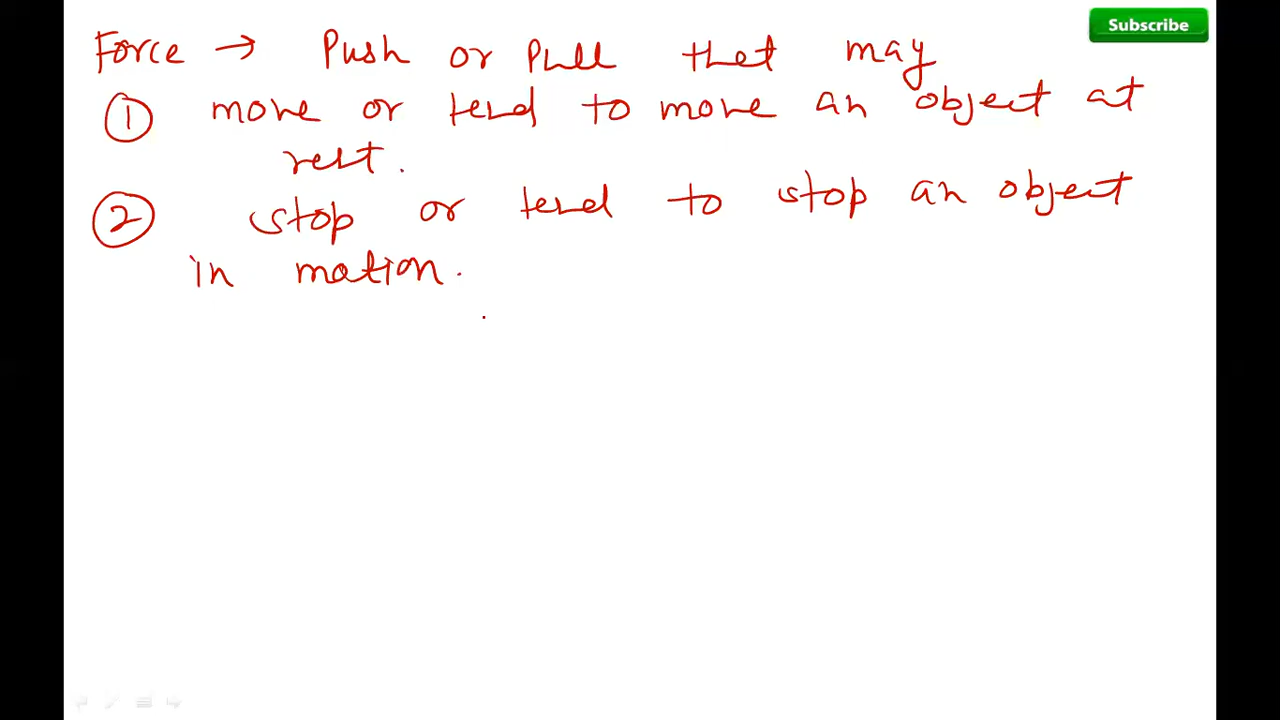 Subscribe
Force → Push or Pull that may
① move or tend to move an object at
rest.
② stop or tend to stop an object
in motion.